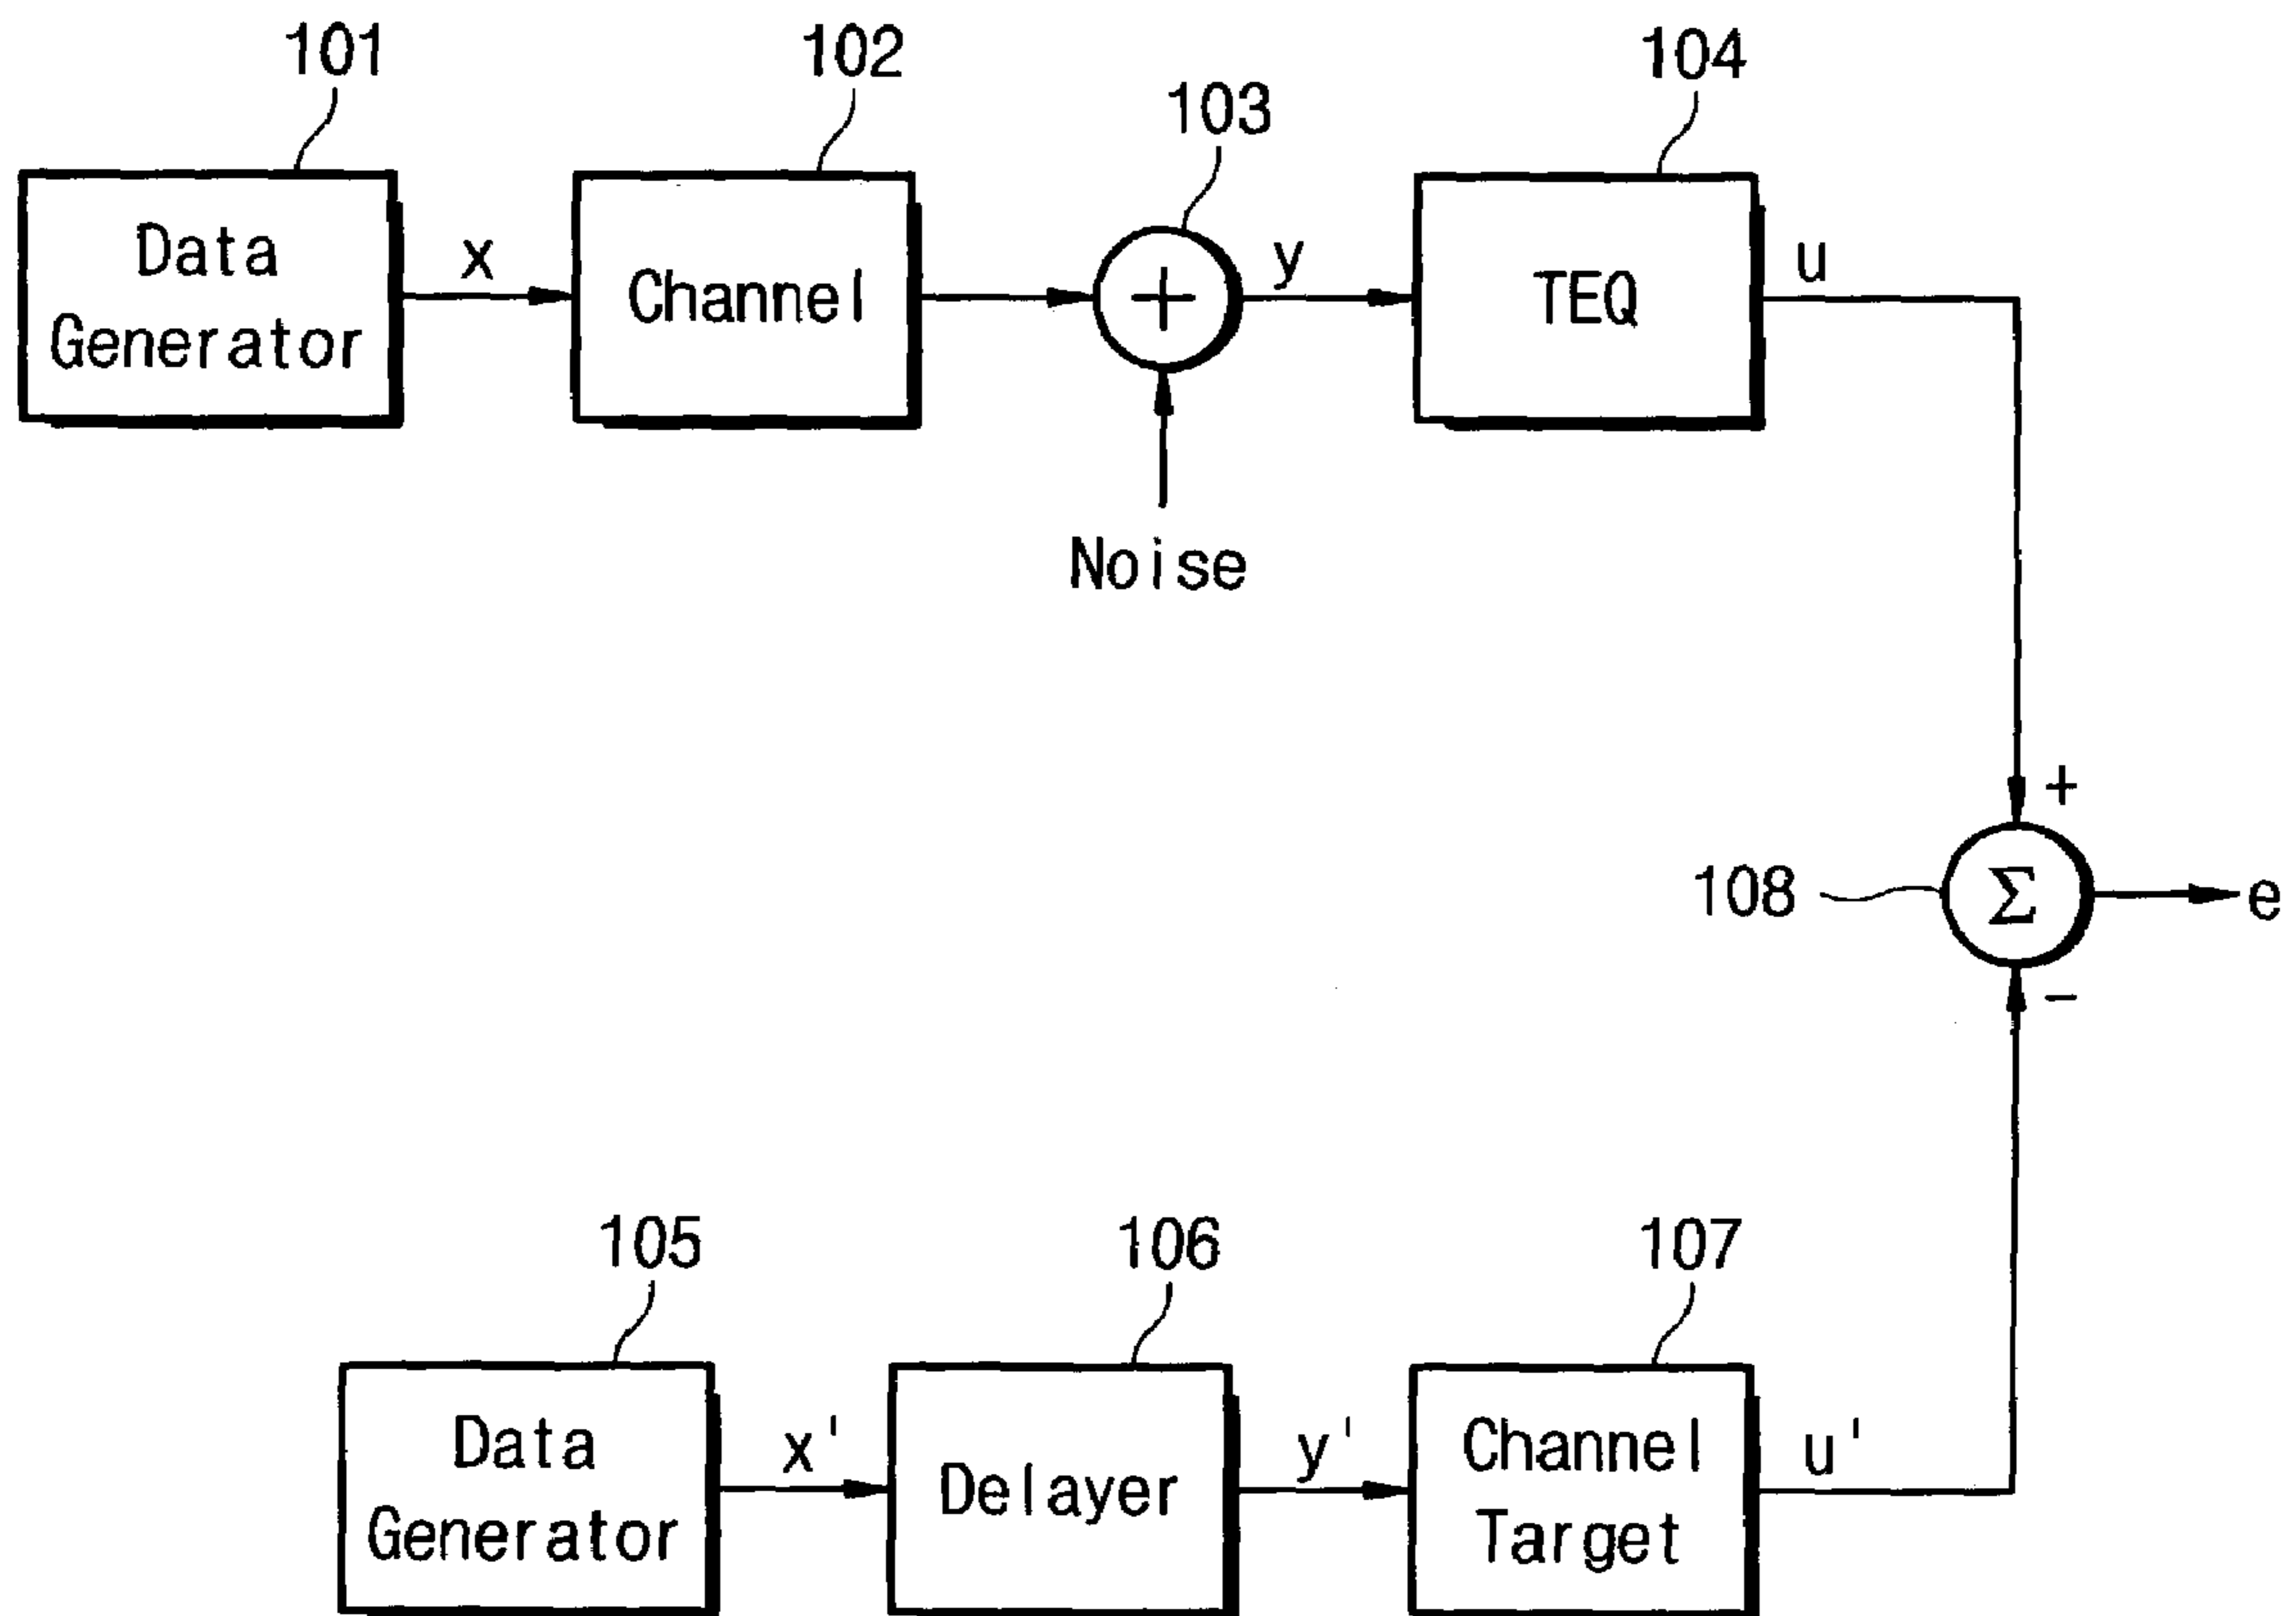 101
102
103
104
Data
Generator
x
Channel
+
y
TEQ
u
Noise
+
108
Σ
e
-
105
106
107
Data
Generator
x'
Delayer
y'
Channel
Target
u'